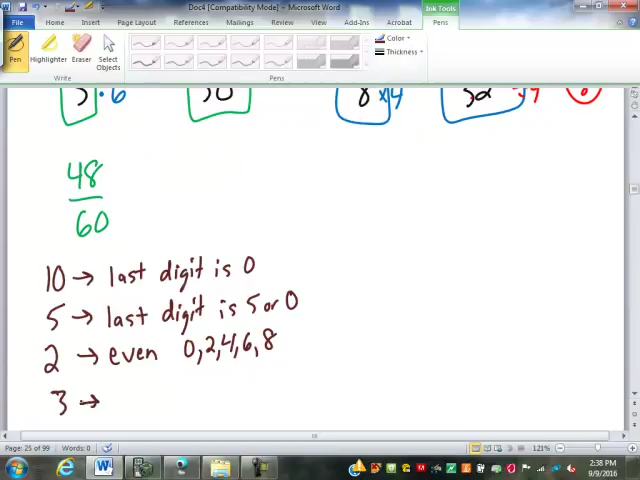 Doc4 [Compatibility Mode] - Microsoft Word
Ink Tools
File Home Insert Page Layout References Mailings Review View Add-Ins Acrobat Pens
Pen Highlighter Eraser Select Objects
Color
Thickness
Write Pens
48
60
10 → last digit is 0
5 → last digit is 5 or 0
2 → even 0,2,4,6,8
3 →
Page: 25 of 99 Words: 0 121%
2:38 PM
9/9/2016